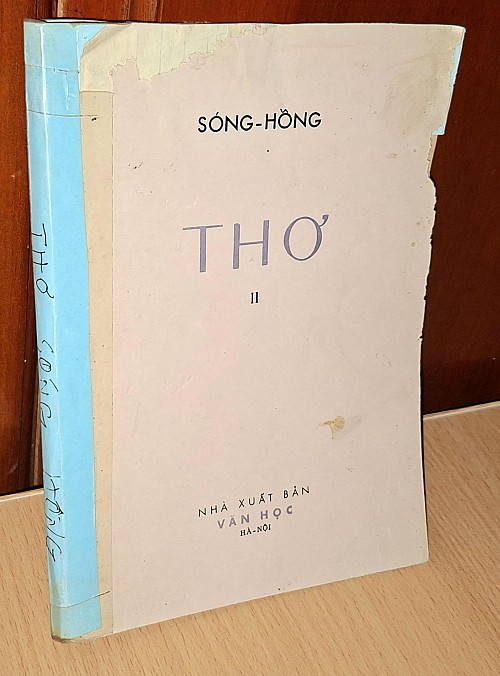 SÓNG-HỒNG
THƠ
II
NHÀ XUẤT BẢN
VĂN HỌC
HÀ-NỘI
THƠ SÓNG HỒNG